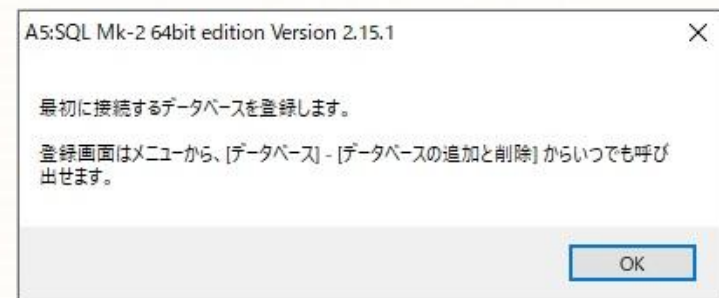 A5:SQL Mk-2 64bit edition Version 2.15.1
最初に接続するデータベースを登録します。
登録画面はメニューから、[データベース] - [データベースの追加と削除] からいつでも呼び
出せます。
OK